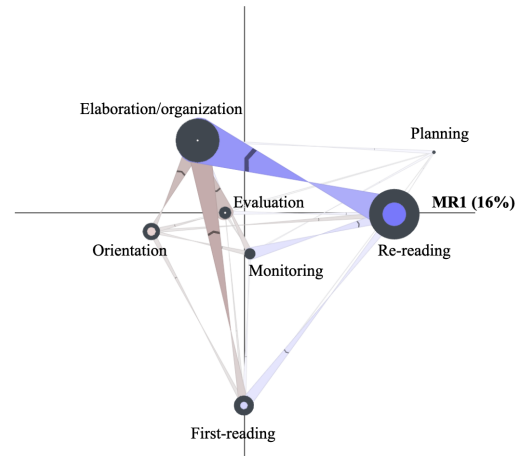 Elaboration/organization
Planning
Evaluation
MR1 (16%)
Orientation
Re-reading
Monitoring
First-reading